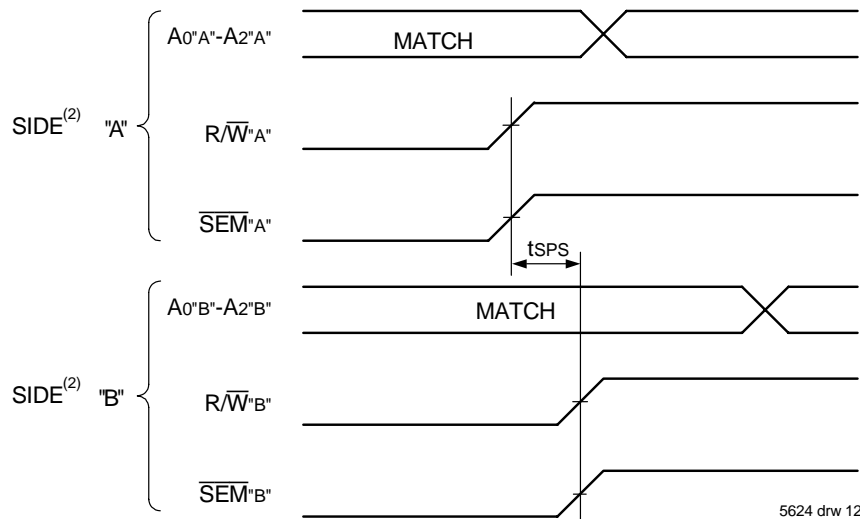 A0"A"-A2"A"
MATCH
SIDE(2) "A"
R/W"A"
SEM"A"
tSPS
A0"B"-A2"B"
MATCH
SIDE(2) "B"
R/W"B"
SEM"B"
5624 drw 12